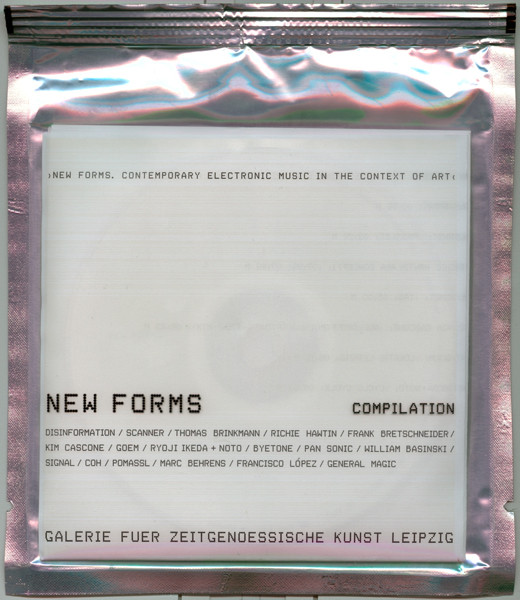 ›NEW FORMS. CONTEMPORARY ELECTRONIC MUSIC IN THE CONTEXT OF ART‹
NEW FORMS COMPILATION
DISINFORMATION / SCANNER / THOMAS BRINKMANN / RICHIE HAWTIN / FRANK BRETSCHNEIDER /
KIM CASCONE / GOEM / RYOJI IKEDA + NOTO / BYETONE / PAN SONIC / WILLIAM BASINSKI /
SIGNAL / COH / POMASSL / MARC BEHRENS / FRANCISCO LÓPEZ / GENERAL MAGIC
GALERIE FUER ZEITGENOESSISCHE KUNST LEIPZIG